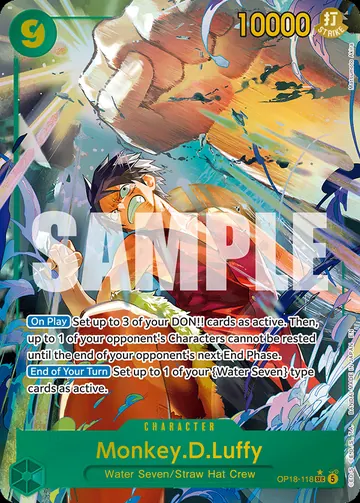 9
10000
打
STRIKE
SAMPLE
On Play Set up to 3 of your DON!! cards as active. Then,
up to 1 of your opponent's Characters cannot be rested
until the end of your opponent's next End Phase.
End of Your Turn Set up to 1 of your {Water Seven} type
cards as active.
CHARACTER
Monkey.D.Luffy
Water Seven/Straw Hat Crew
OP18-118 5